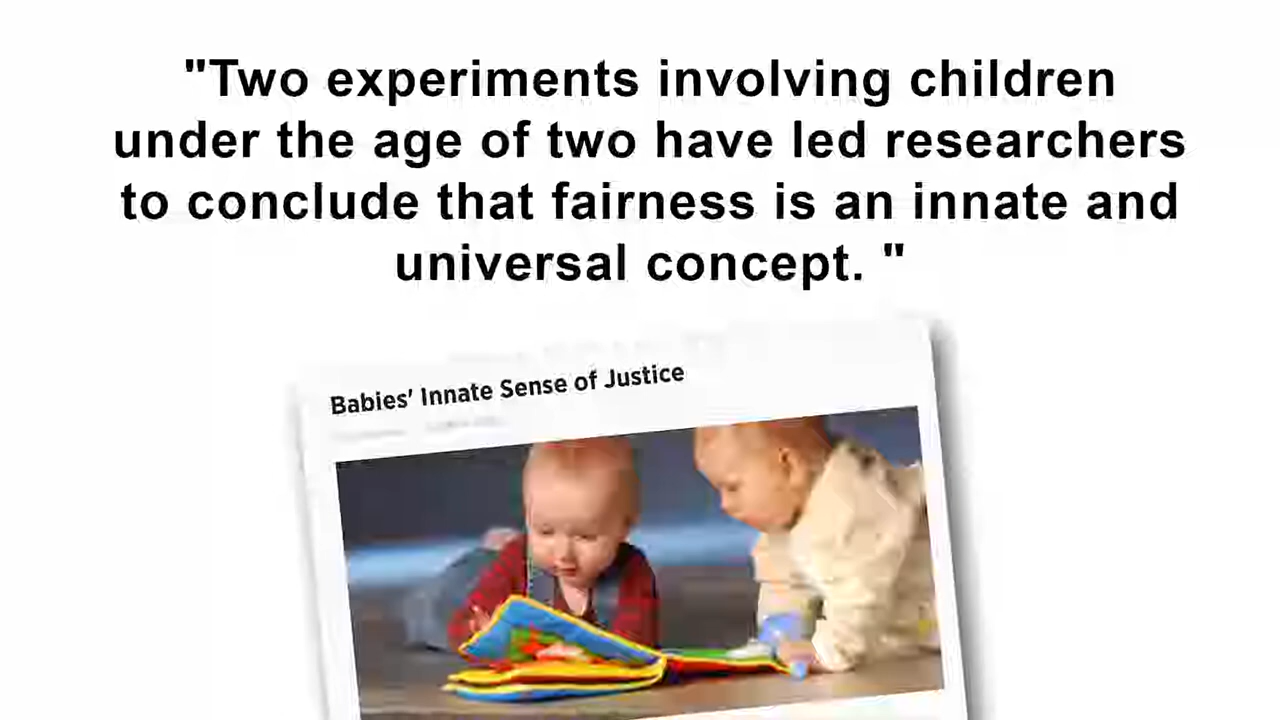 "Two experiments involving children
under the age of two have led researchers
to conclude that fairness is an innate and
universal concept. "
Babies' Innate Sense of Justice